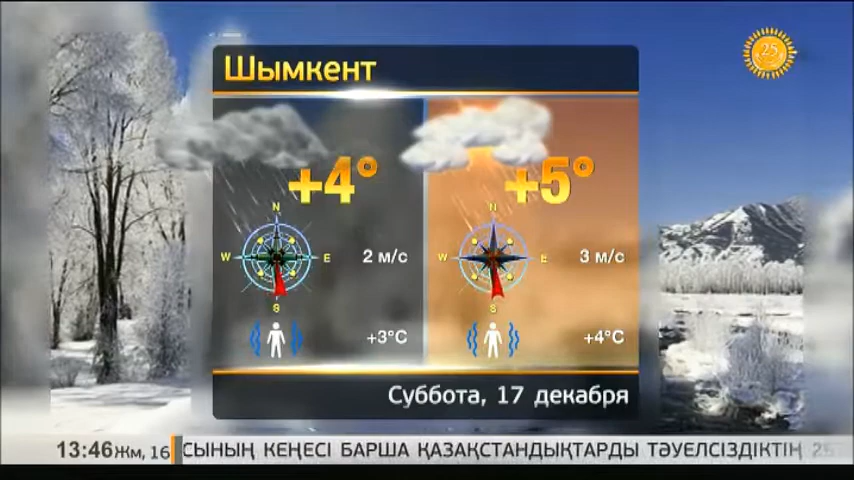 25
Шымкент
+4° +5°
N N
W E W E
2 м/с 3 м/с
S S
+3°C +4°C
Суббота, 17 декабря
13:46 Жм, 16 СЫНЫҢ КЕҢЕСІ БАРША ҚАЗАҚСТАНДЫҚТАРДЫ ТӘУЕЛСІЗДІКТІҢ 25